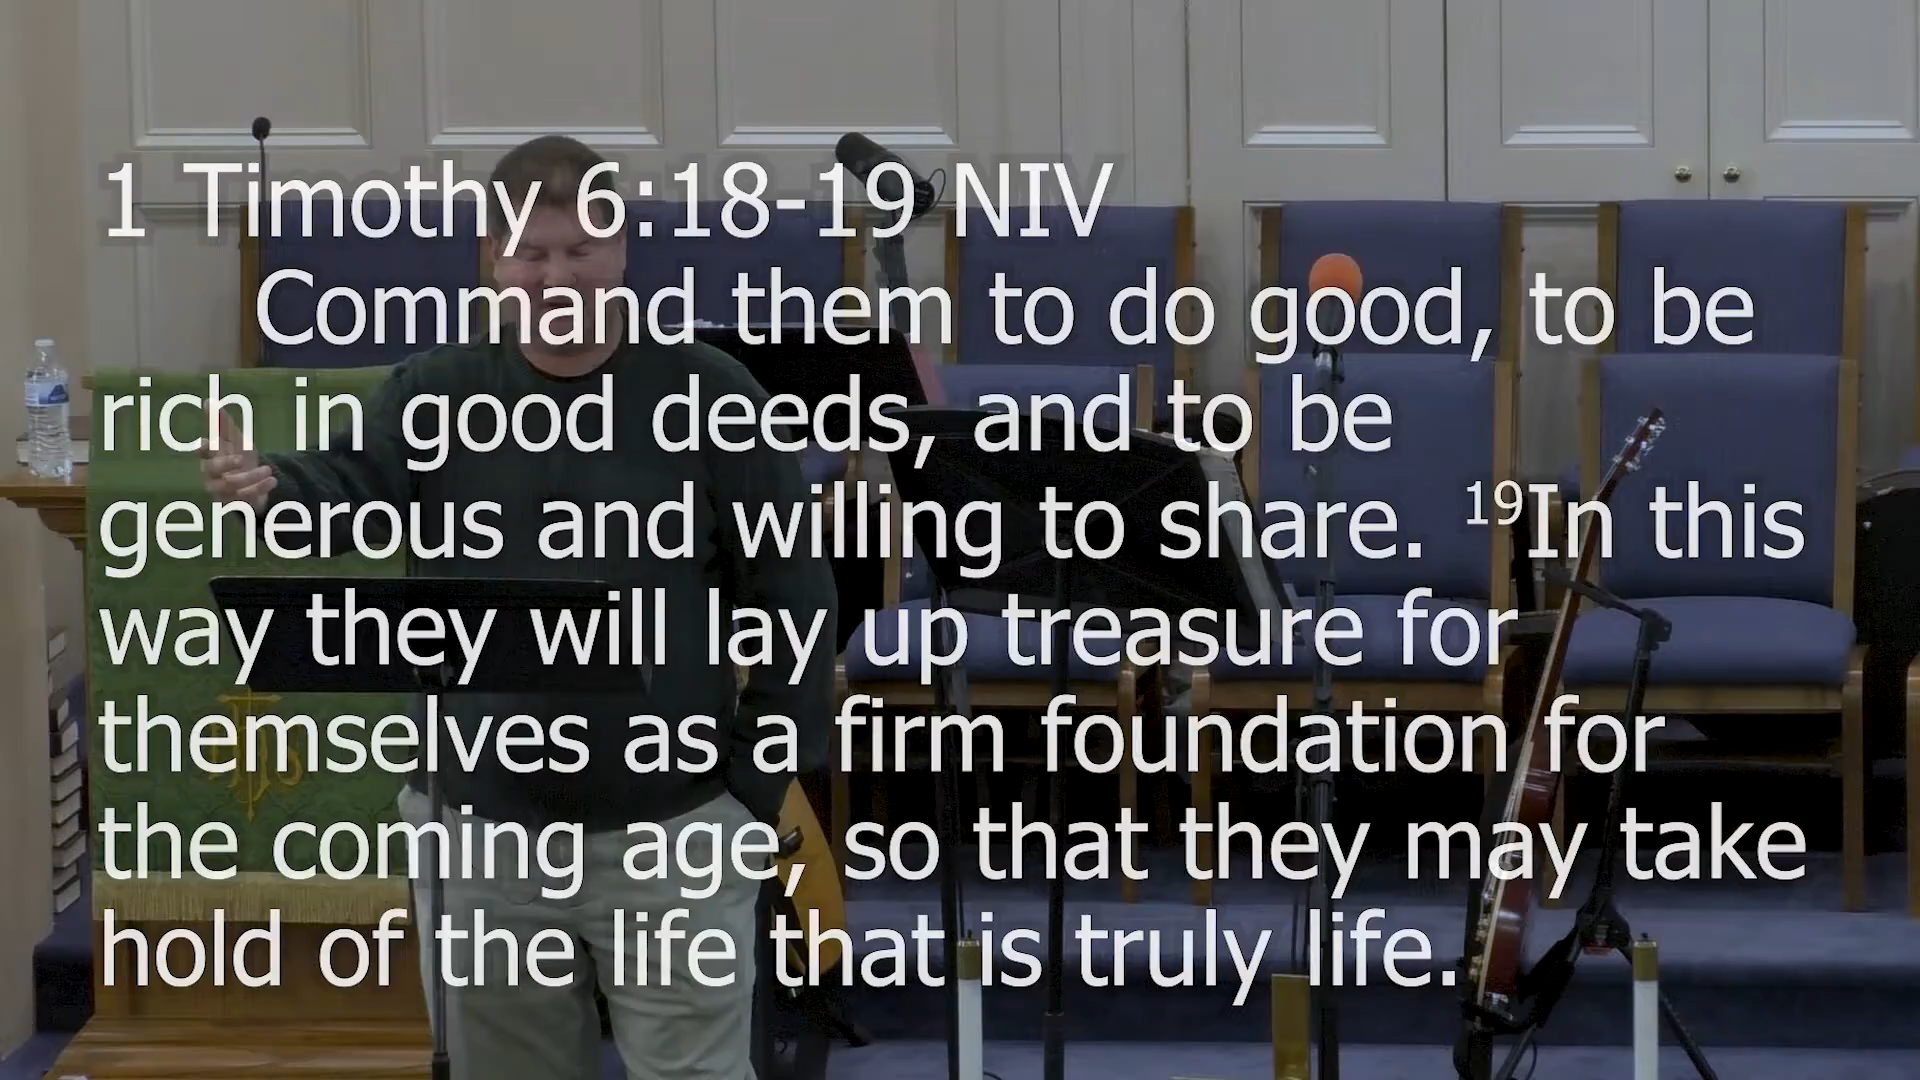 1 Timothy 6:18-19 NIV
Command them to do good, to be
rich in good deeds, and to be
generous and willing to share. ¹⁹In this
way they will lay up treasure for
themselves as a firm foundation for
the coming age, so that they may take
hold of the life that is truly life.